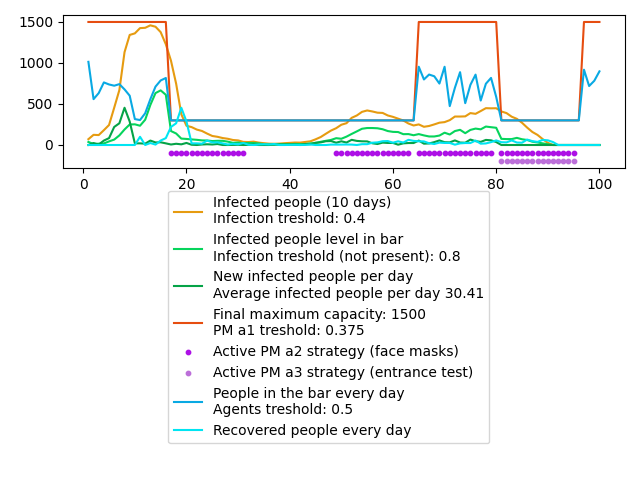 1500
1000
500
0
0
20
40
60
80
100
Infected people (10 days)
Infection treshold: 0.4
Infected people level in bar
Infection treshold (not present): 0.8
New infected people per day
Average infected people per day 30.41
Final maximum capacity: 1500
PM a1 treshold: 0.375
Active PM a2 strategy (face masks)
Active PM a3 strategy (entrance test)
People in the bar every day
Agents treshold: 0.5
Recovered people every day